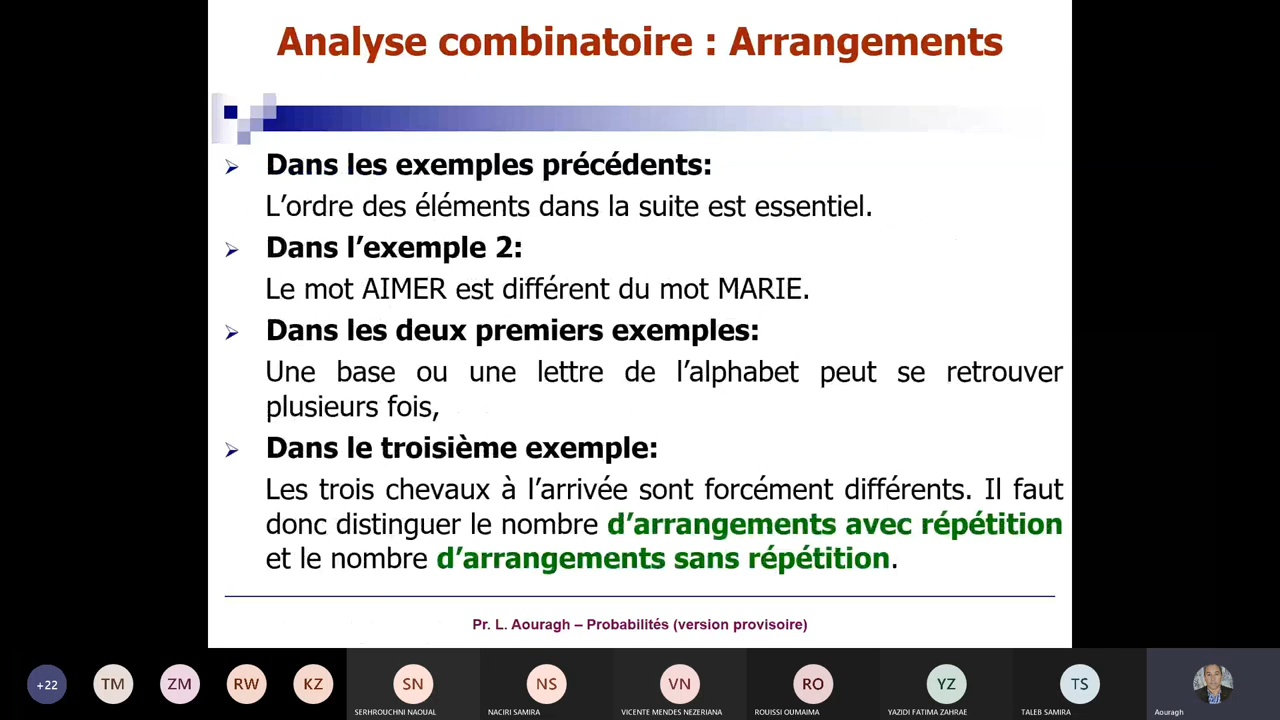 Analyse combinatoire : Arrangements
Dans les exemples précédents:
L’ordre des éléments dans la suite est essentiel.
Dans l’exemple 2:
Le mot AIMER est différent du mot MARIE.
Dans les deux premiers exemples:
Une base ou une lettre de l’alphabet peut se retrouver
plusieurs fois,
Dans le troisième exemple:
Les trois chevaux à l’arrivée sont forcément différents. Il faut
donc distinguer le nombre d’arrangements avec répétition
et le nombre d’arrangements sans répétition.
Pr. L. Aouragh – Probabilités (version provisoire)
+22 TM ZM RW KZ SN NS VN RO YZ TS
SERHROUCHNI NAOUAL NACIRI SAMIRA VICENTE MENDES NEZERIANA ROUISSI OUMAIMA YAZIDI FATIMA ZAHRAE TALEB SAMIRA Aouragh